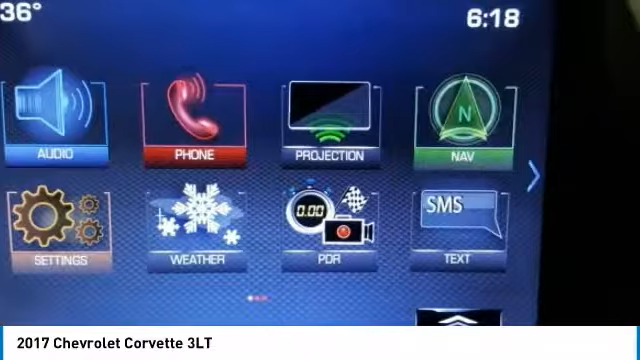 36° 6:18
AUDIO PHONE PROJECTION NAV
N
SETTINGS WEATHER PDR TEXT
0.00
SMS
2017 Chevrolet Corvette 3LT